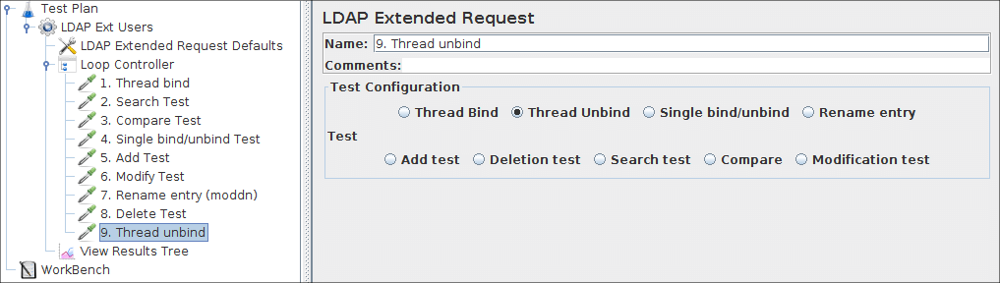 Test Plan
LDAP Ext Users
LDAP Extended Request Defaults
Loop Controller
1. Thread bind
2. Search Test
3. Compare Test
4. Single bind/unbind Test
5. Add Test
6. Modify Test
7. Rename entry (moddn)
8. Delete Test
9. Thread unbind
View Results Tree
WorkBench
LDAP Extended Request
Name: 9. Thread unbind
Comments:
Test Configuration
Thread Bind Thread Unbind Single bind/unbind Rename entry
Test
Add test Deletion test Search test Compare Modification test